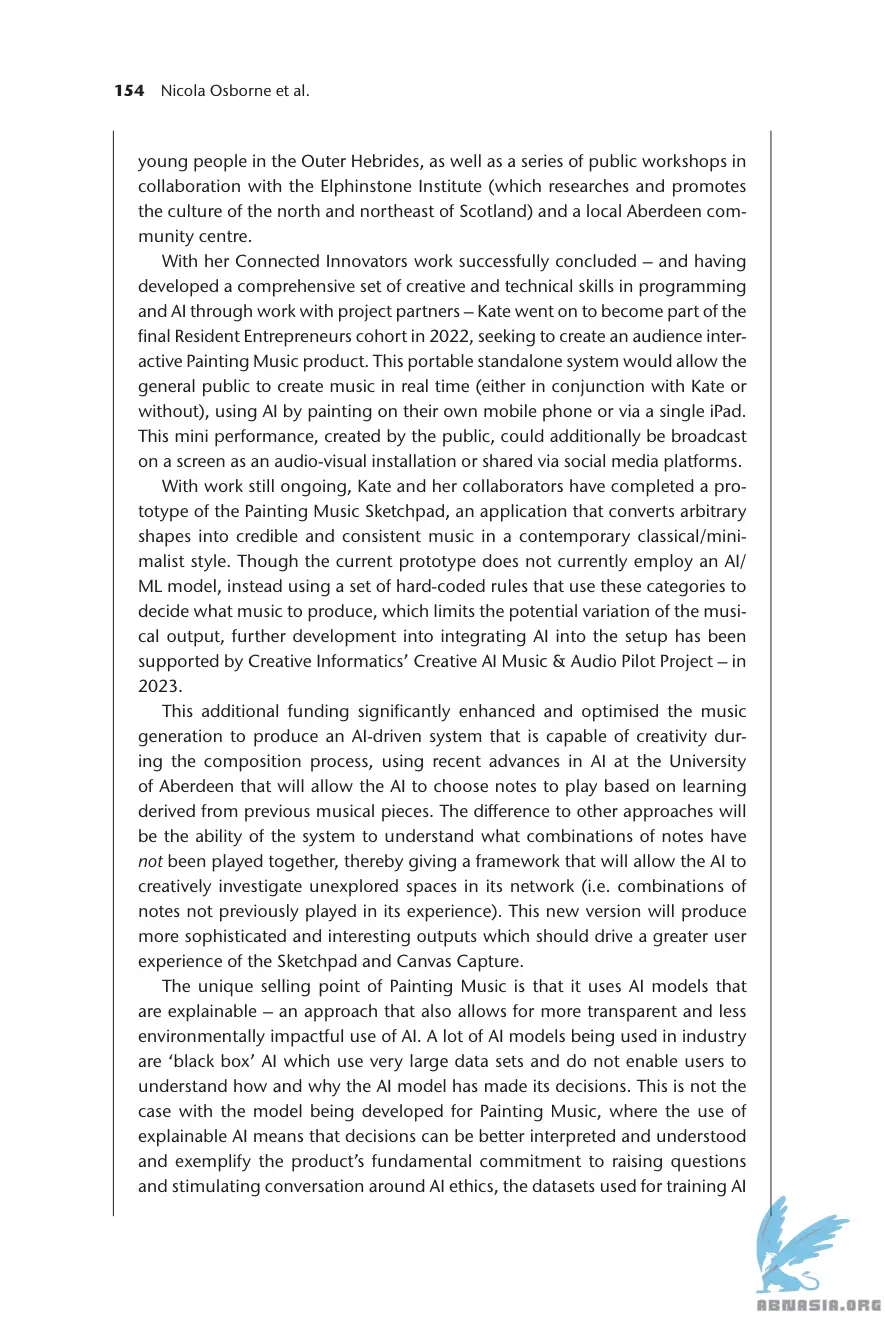 154 Nicola Osborne et al.
young people in the Outer Hebrides, as well as a series of public workshops in
collaboration with the Elphinstone Institute (which researches and promotes
the culture of the north and northeast of Scotland) and a local Aberdeen com-
munity centre.
With her Connected Innovators work successfully concluded – and having
developed a comprehensive set of creative and technical skills in programming
and AI through work with project partners – Kate went on to become part of the
final Resident Entrepreneurs cohort in 2022, seeking to create an audience inter-
active Painting Music product. This portable standalone system would allow the
general public to create music in real time (either in conjunction with Kate or
without), using AI by painting on their own mobile phone or via a single iPad.
This mini performance, created by the public, could additionally be broadcast
on a screen as an audio-visual installation or shared via social media platforms.
With work still ongoing, Kate and her collaborators have completed a pro-
totype of the Painting Music Sketchpad, an application that converts arbitrary
shapes into credible and consistent music in a contemporary classical/mini-
malist style. Though the current prototype does not currently employ an AI/
ML model, instead using a set of hard-coded rules that use these categories to
decide what music to produce, which limits the potential variation of the musi-
cal output, further development into integrating AI into the setup has been
supported by Creative Informatics’ Creative AI Music & Audio Pilot Project – in
2023.
This additional funding significantly enhanced and optimised the music
generation to produce an AI-driven system that is capable of creativity dur-
ing the composition process, using recent advances in AI at the University
of Aberdeen that will allow the AI to choose notes to play based on learning
derived from previous musical pieces. The difference to other approaches will
be the ability of the system to understand what combinations of notes have
not been played together, thereby giving a framework that will allow the AI to
creatively investigate unexplored spaces in its network (i.e. combinations of
notes not previously played in its experience). This new version will produce
more sophisticated and interesting outputs which should drive a greater user
experience of the Sketchpad and Canvas Capture.
The unique selling point of Painting Music is that it uses AI models that
are explainable – an approach that also allows for more transparent and less
environmentally impactful use of AI. A lot of AI models being used in industry
are ‘black box’ AI which use very large data sets and do not enable users to
understand how and why the AI model has made its decisions. This is not the
case with the model being developed for Painting Music, where the use of
explainable AI means that decisions can be better interpreted and understood
and exemplify the product’s fundamental commitment to raising questions
and stimulating conversation around AI ethics, the datasets used for training AI
ABNASIA.ORG